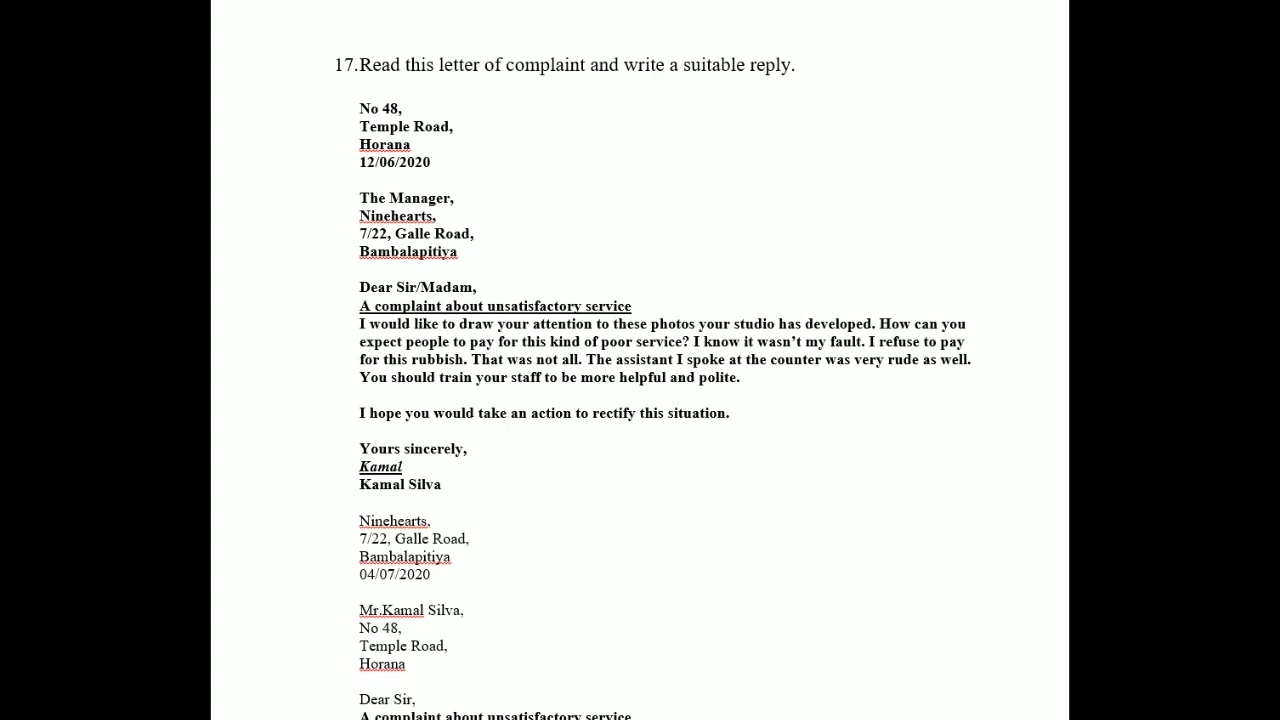 17.Read this letter of complaint and write a suitable reply.
No 48,
Temple Road,
Horana
12/06/2020
The Manager,
Ninehearts,
7/22, Galle Road,
Bambalapitiya
Dear Sir/Madam,
A complaint about unsatisfactory service
I would like to draw your attention to these photos your studio has developed. How can you
expect people to pay for this kind of poor service? I know it wasn’t my fault. I refuse to pay
for this rubbish. That was not all. The assistant I spoke at the counter was very rude as well.
You should train your staff to be more helpful and polite.
I hope you would take an action to rectify this situation.
Yours sincerely,
Kamal
Kamal Silva
Ninehearts,
7/22, Galle Road,
Bambalapitiya
04/07/2020
Mr.Kamal Silva,
No 48,
Temple Road,
Horana
Dear Sir,
A complaint about unsatisfactory service